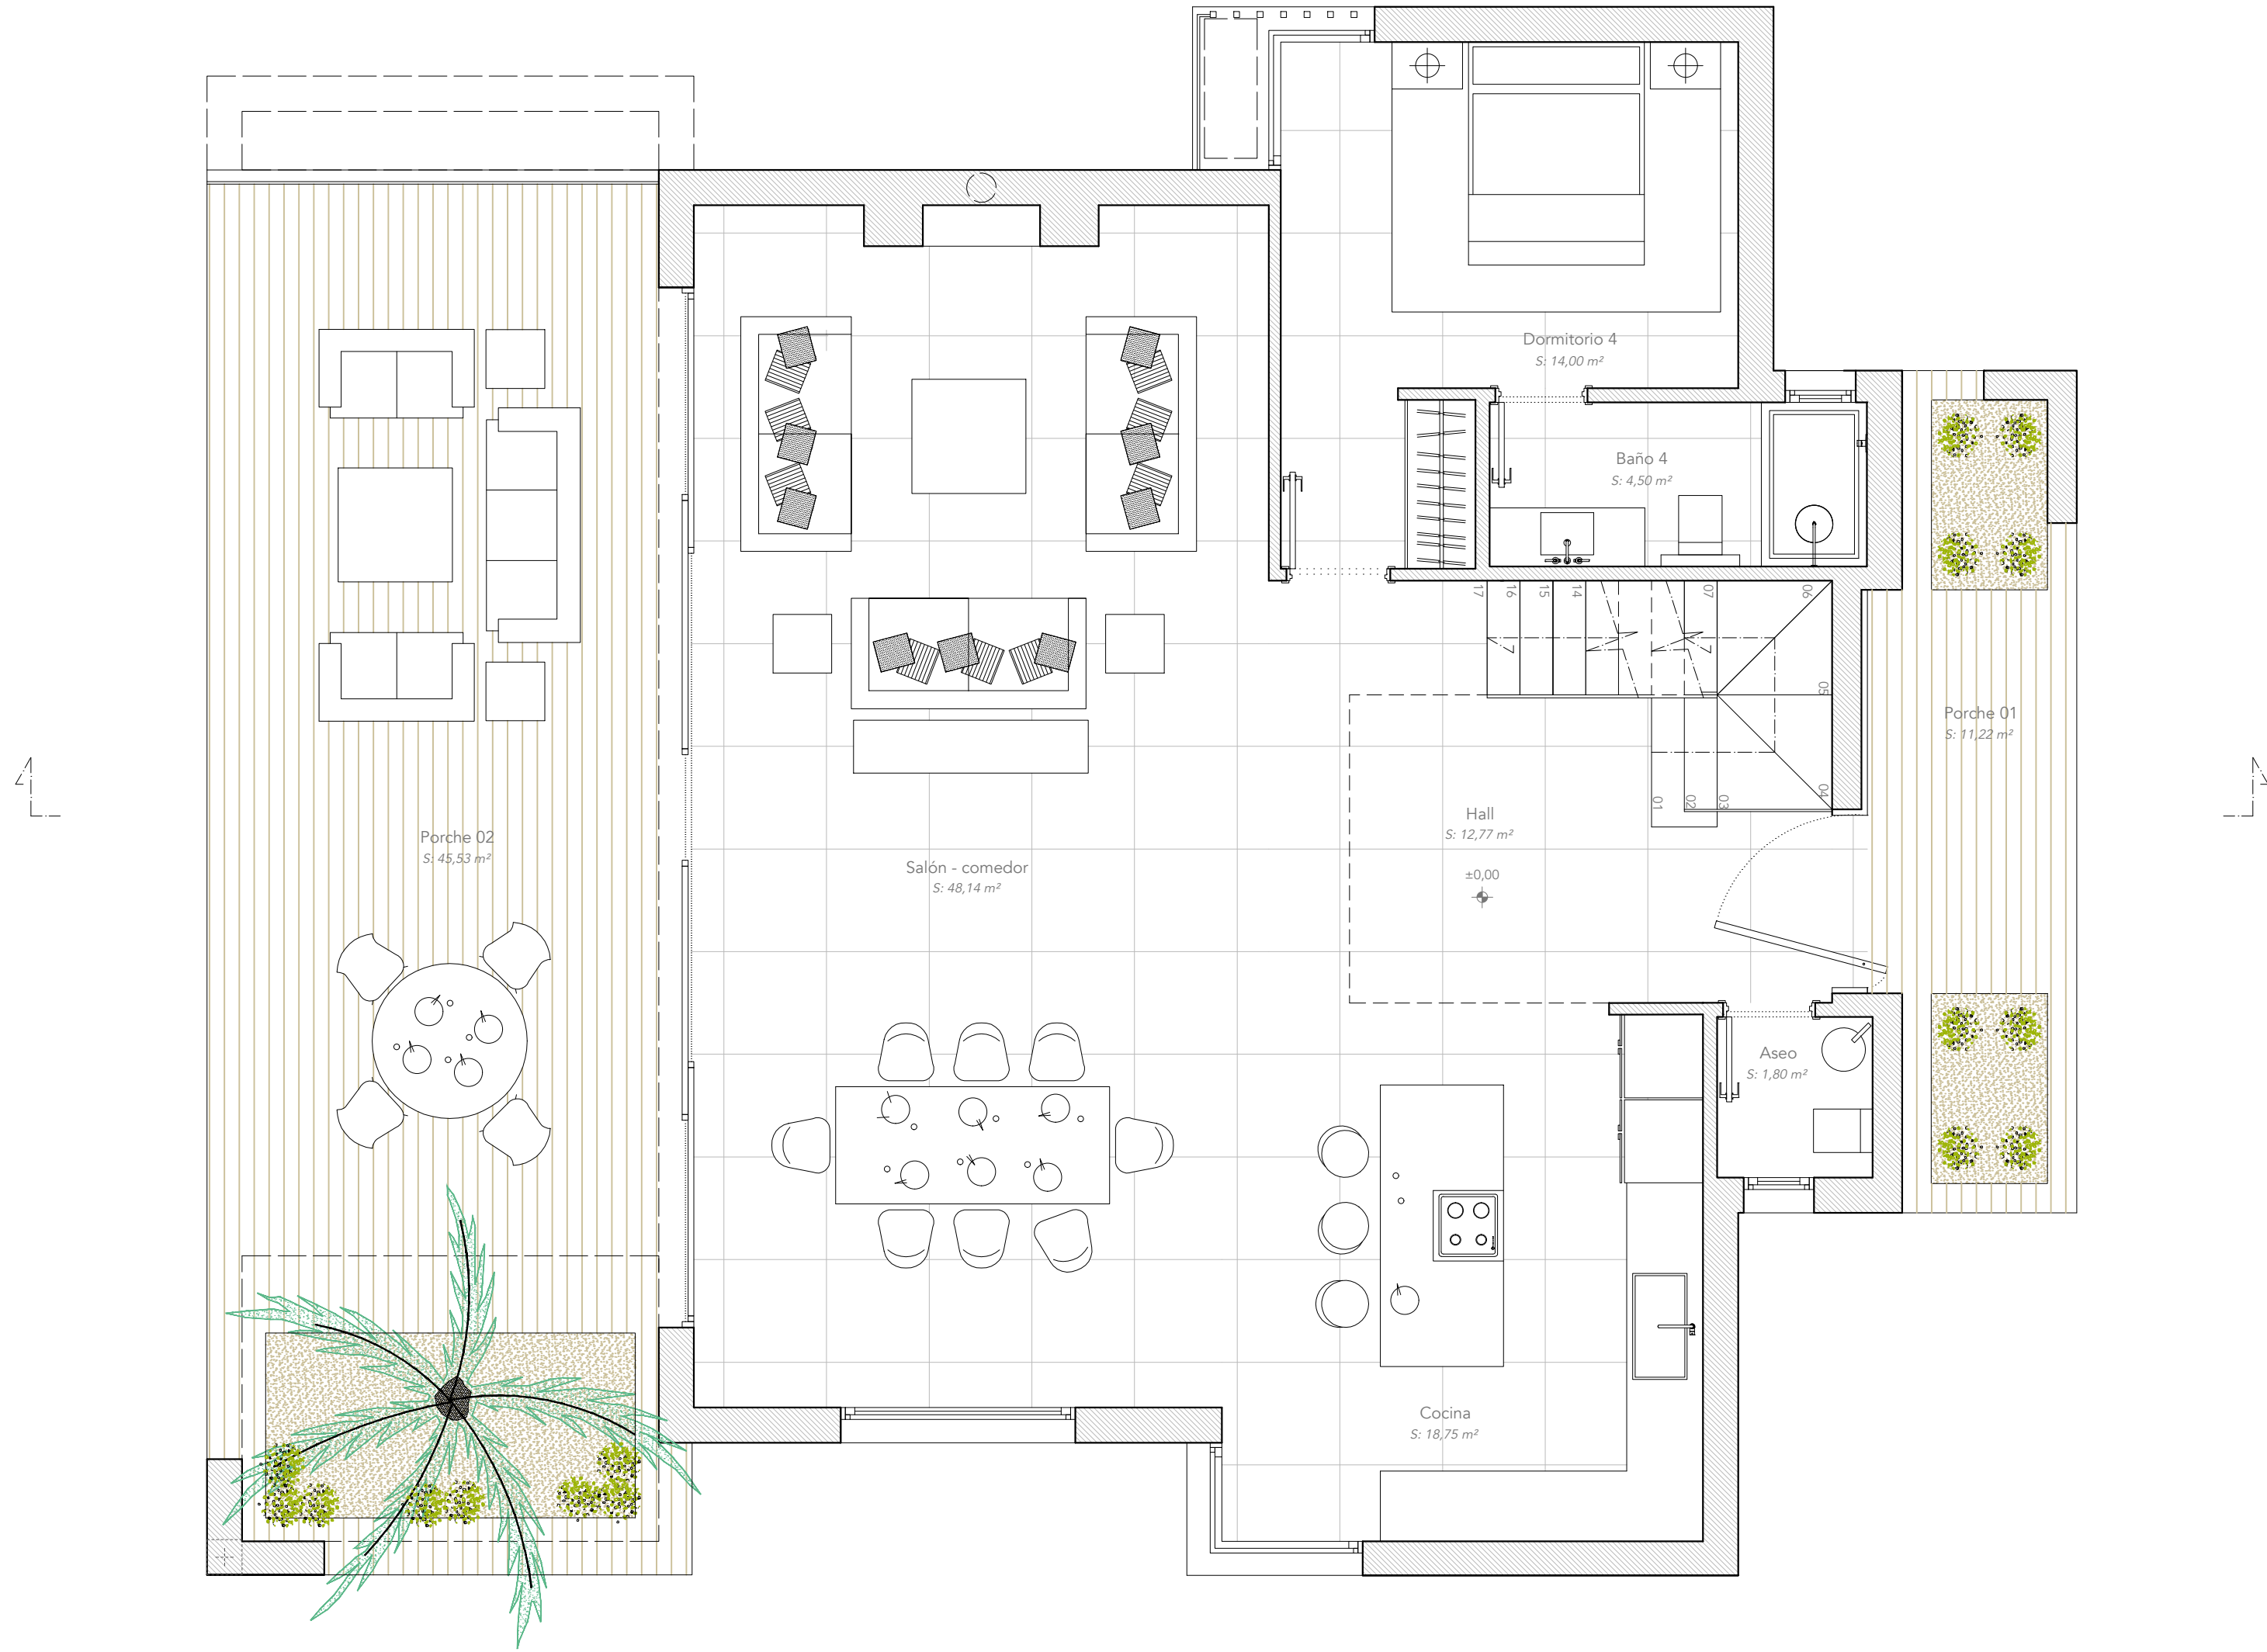 Dormitorio 4
S: 14,00 m²
Baño 4
S: 4,50 m²
17
16
15
14
07
06
05
04
03
02
01
Porche 01
S: 11,22 m²
Hall
S: 12,77 m²
±0,00
Porche 02
S: 45,53 m²
Salón - comedor
S: 48,14 m²
Aseo
S: 1,80 m²
Cocina
S: 18,75 m²